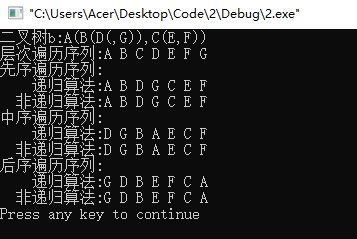 "C:\Users\Acer\Desktop\Code\2\Debug\2.exe"
二叉树b:A(B(D(,G)),C(E,F))
层次遍历序列:A B C D E F G
先序遍历序列:
递归算法:A B D G C E F
非递归算法:A B D G C E F
中序遍历序列:
递归算法:D G B A E C F
非递归算法:D G B A E C F
后序遍历序列:
递归算法:G D B E F C A
非递归算法:G D B E F C A
Press any key to continue